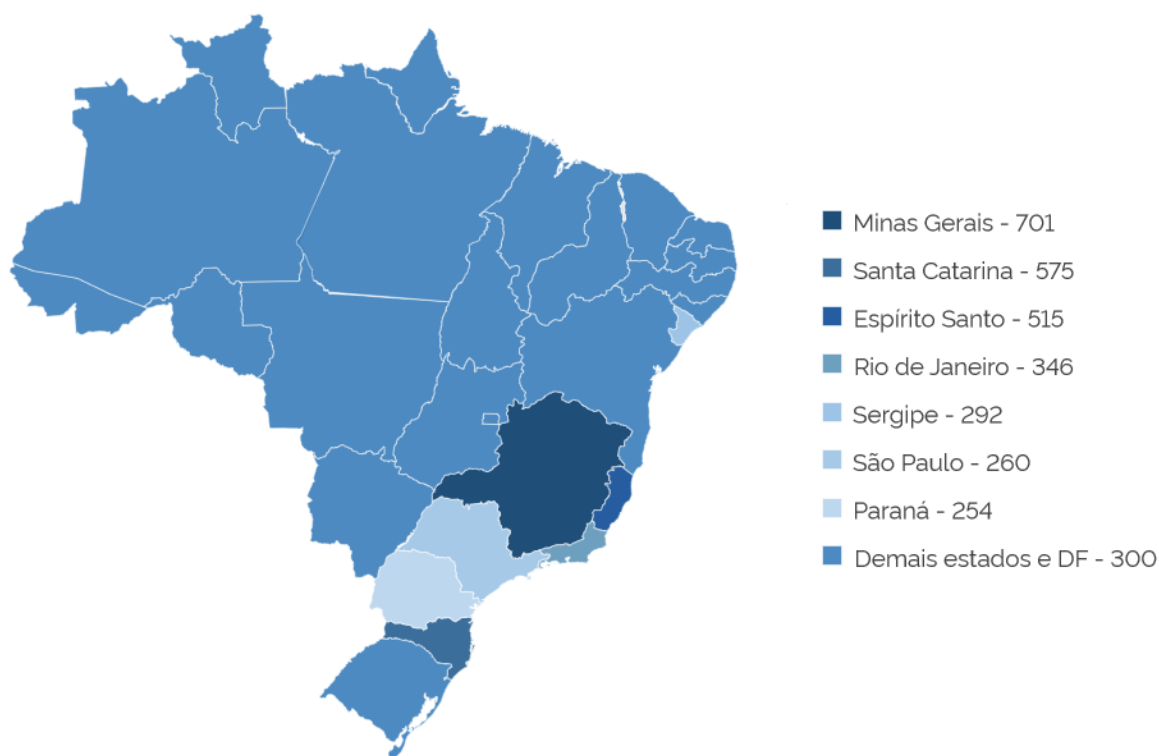 Minas Gerais - 701
Santa Catarina - 575
Espírito Santo - 515
Rio de Janeiro - 346
Sergipe - 292
São Paulo - 260
Paraná - 254
Demais estados e DF - 300